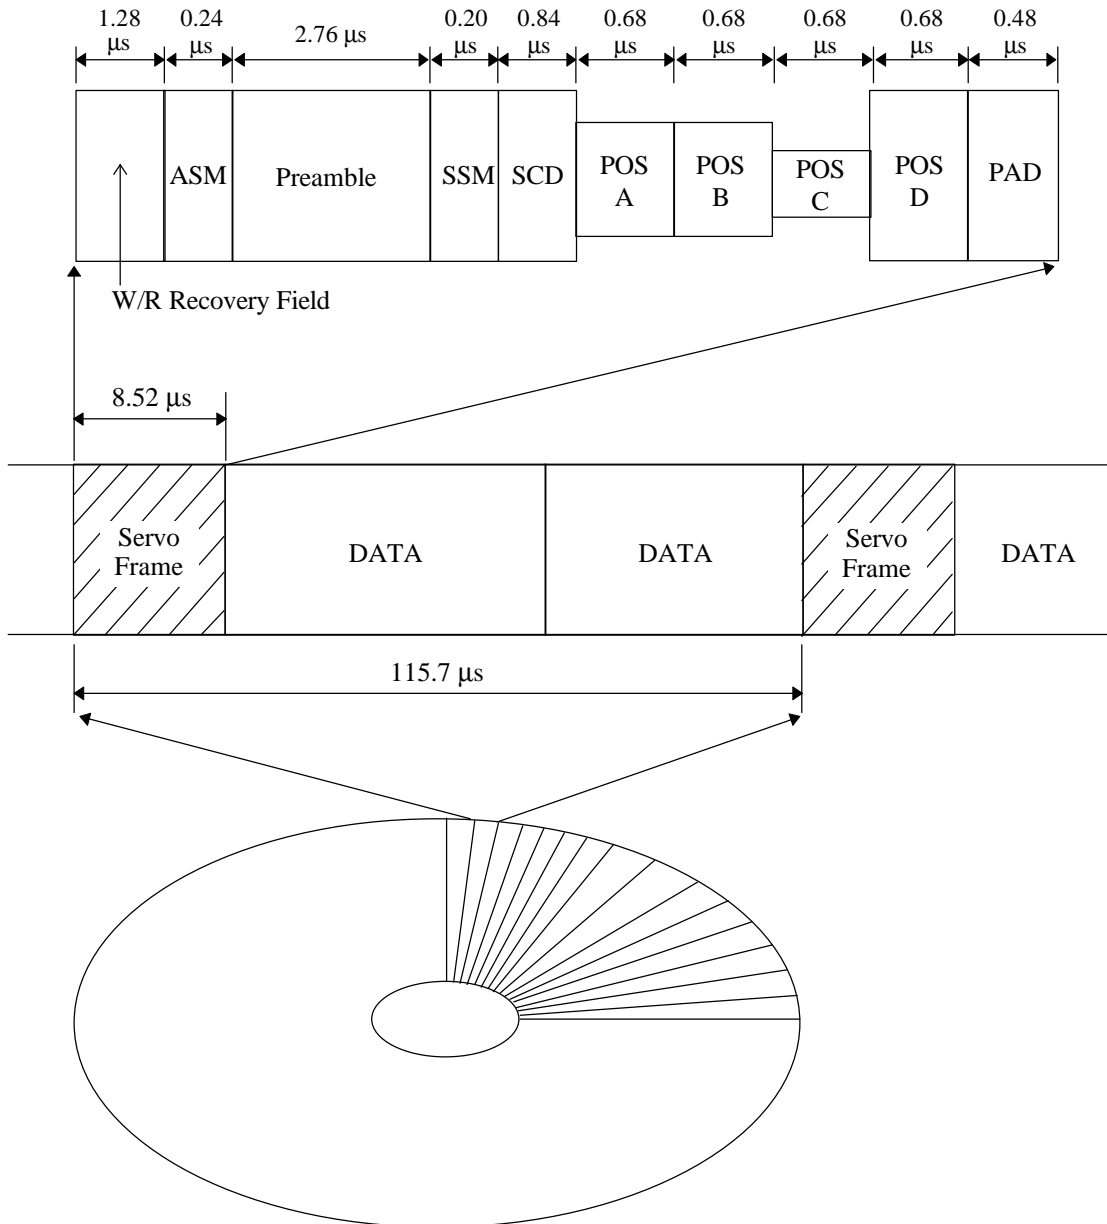 1.28 μs
0.24 μs
2.76 μs
0.20 μs
0.84 μs
0.68 μs
0.68 μs
0.68 μs
0.68 μs
0.48 μs
ASM
Preamble
SSM
SCD
POS A
POS B
POS C
POS D
PAD
W/R Recovery Field
8.52 μs
Servo Frame
DATA
DATA
Servo Frame
DATA
115.7 μs